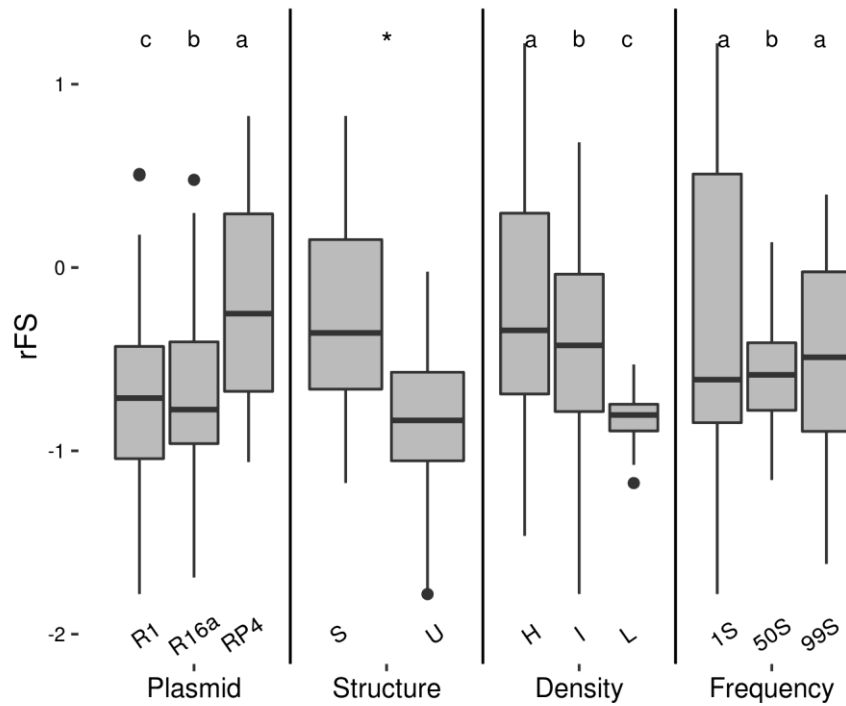 c b a * a b c a b a
1
0
rFS
-1
-2
R1 R16a RP4 S U H I L 1S 50S 99S
Plasmid Structure Density Frequency